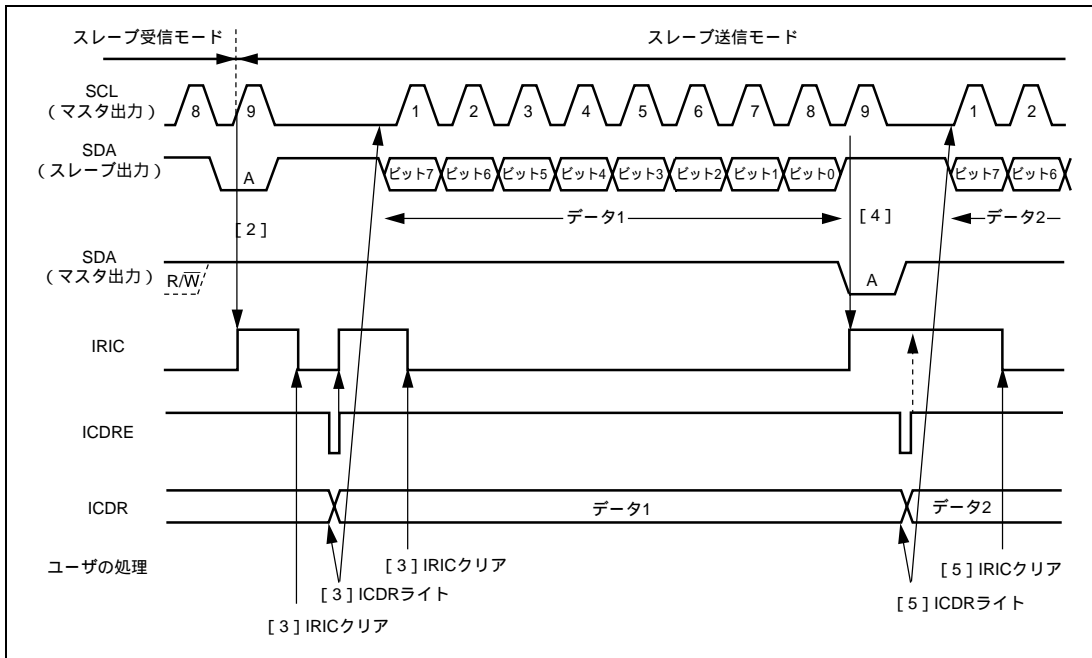 スレーブ受信モード
スレーブ送信モード
SCL
（マスタ出力）
8 9 1 2 3 4 5 6 7 8 9 1 2
SDA
（スレーブ出力）
A ビット7 ビット6 ビット5 ビット4 ビット3 ビット2 ビット1 ビット0 ビット7 ビット6
[ 2 ]
データ1
[ 4 ]
データ2
SDA
（マスタ出力）
R/W
A
IRIC
ICDRE
ICDR
データ1
データ2
ユーザの処理
[ 3 ] IRICクリア
[ 3 ] ICDRライト
[ 3 ] IRICクリア
[ 5 ] IRICクリア
[ 5 ] ICDRライト